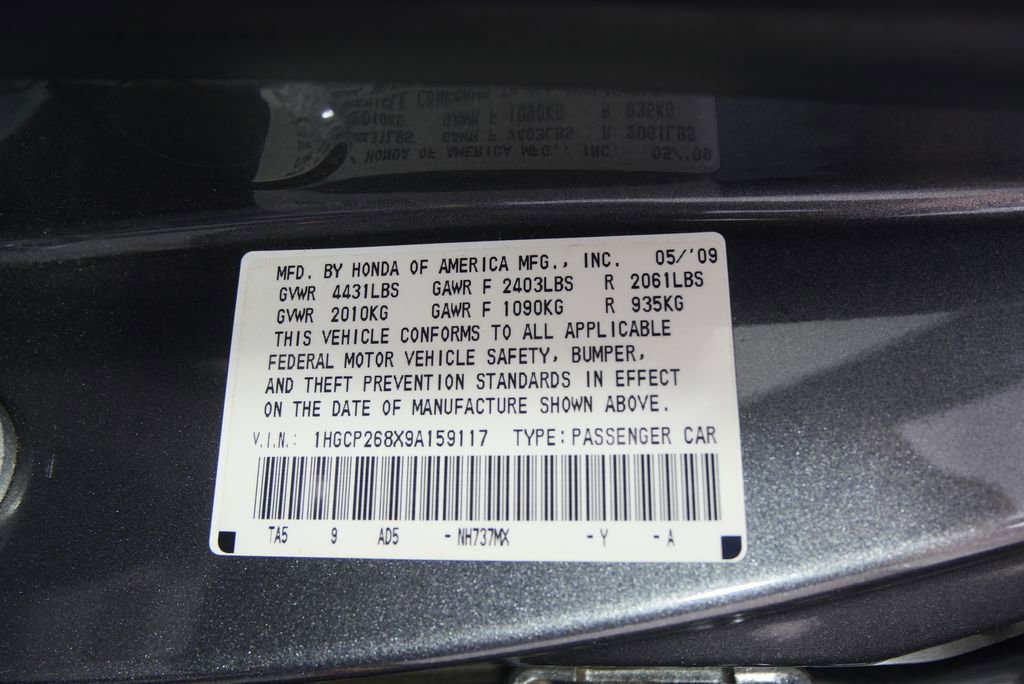 MFD. BY HONDA OF AMERICA MFG., INC. 05/'09
GVWR 4431LBS GAWR F 2403LBS R 2061LBS
GVWR 2010KG GAWR F 1090KG R 935KG
THIS VEHICLE CONFORMS TO ALL APPLICABLE
FEDERAL MOTOR VEHICLE SAFETY, BUMPER,
AND THEFT PREVENTION STANDARDS IN EFFECT
ON THE DATE OF MANUFACTURE SHOWN ABOVE.
V.I.N.: 1HGCP268X9A159117 TYPE: PASSENGER CAR
TA5 9 AD5 - NH737MX - Y - A